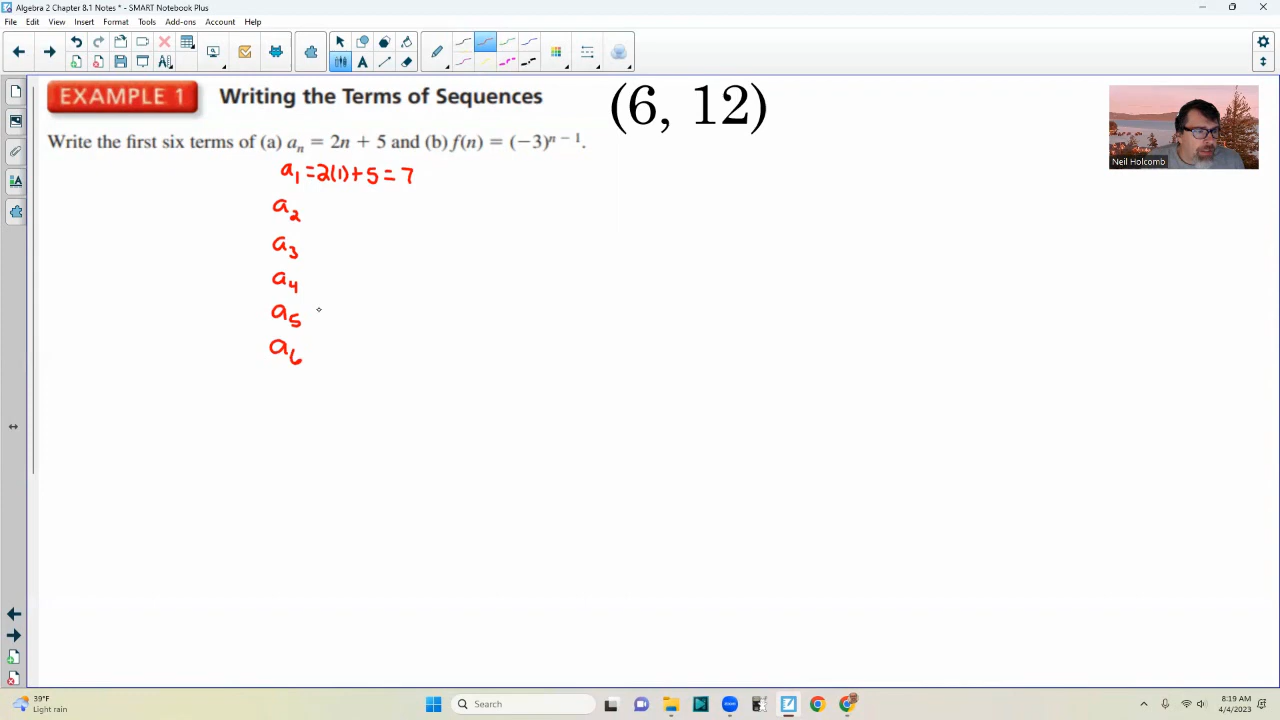 Algebra 2 Chapter 8.1 Notes * - SMART Notebook Plus
File Edit View Insert Format Tools Add-ons Account Help
EXAMPLE 1 Writing the Terms of Sequences (6, 12)
Write the first six terms of (a) aₙ = 2n + 5 and (b) f(n) = (−3)ⁿ⁻¹.
a₁ = 2(1) + 5 = 7
a₂
a₃
a₄
a₅
a₆
Neil Holcomb
39°F
Light rain
Search
8:19 AM
4/4/2023